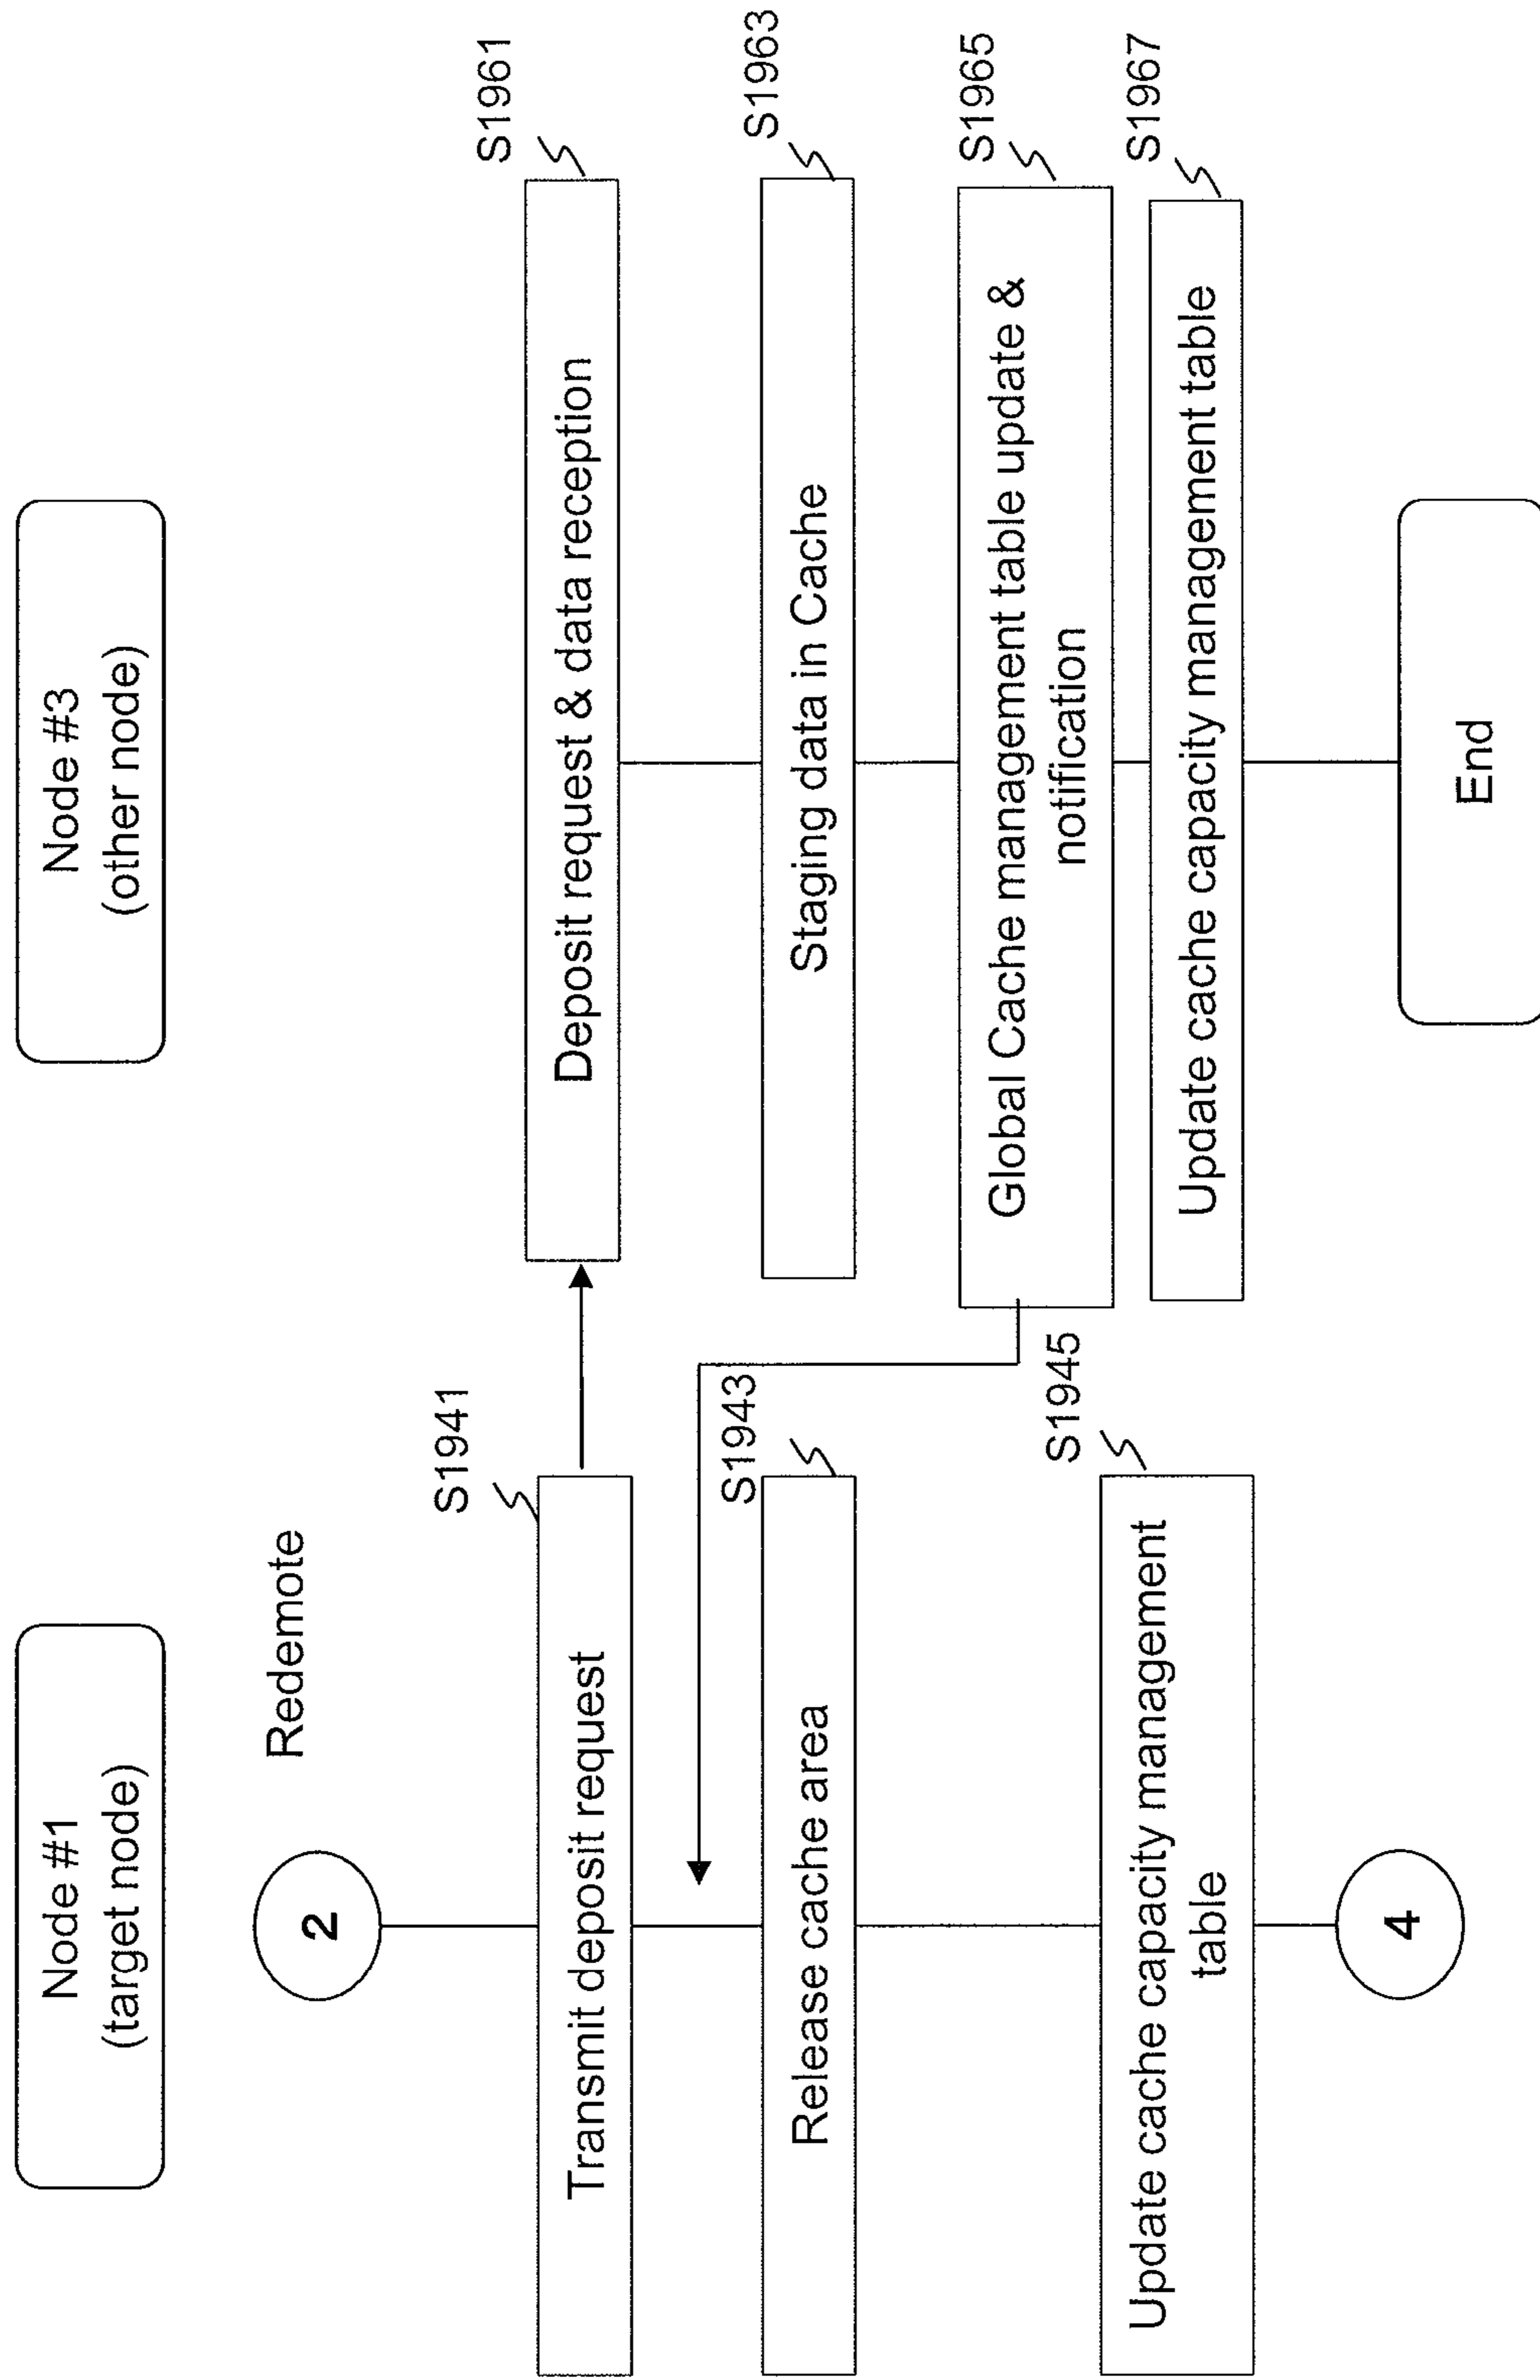 Node #1
(target node)
Node #3
(other node)
2
Redemote
S1941
Transmit deposit request
S1961
Deposit request & data reception
S1943
Release cache area
S1963
Staging data in Cache
S1965
Global Cache management table update &
notification
S1945
Update cache capacity management
table
S1967
Update cache capacity management table
4
End